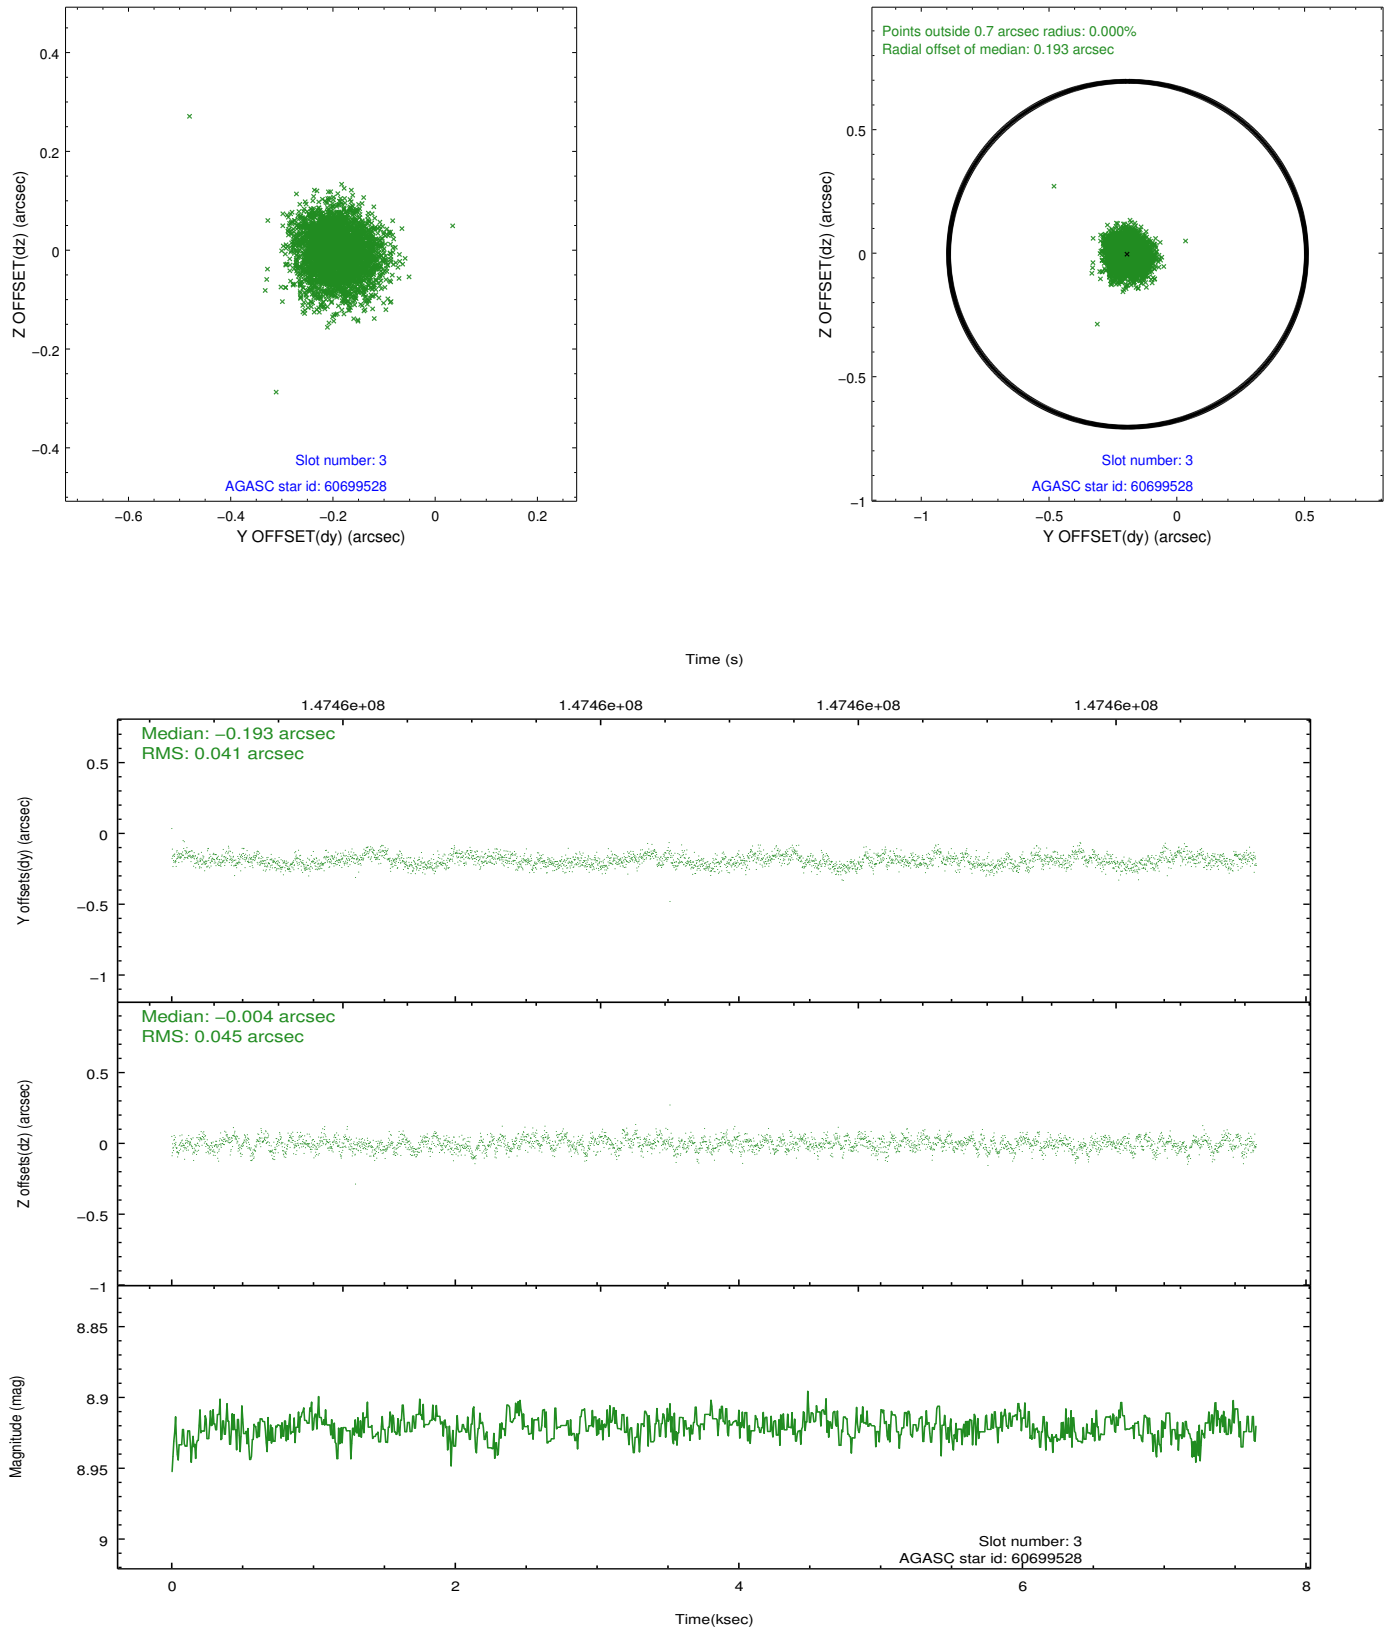 0.4
0.2
0
−0.2
−0.4
Z OFFSET(dz) (arcsec)
Slot number: 3
AGASC star id: 60699528
−0.6
−0.4
−0.2
0
0.2
Y OFFSET(dy) (arcsec)
Points outside 0.7 arcsec radius: 0.000%
Radial offset of median: 0.193 arcsec
0.5
0
−0.5
−1
Z OFFSET(dz) (arcsec)
Slot number: 3
AGASC star id: 60699528
−1
−0.5
0
0.5
Y OFFSET(dy) (arcsec)
Time (s)
1.4746e+08
1.4746e+08
1.4746e+08
1.4746e+08
Median: −0.193 arcsec
RMS: 0.041 arcsec
0.5
0
−0.5
−1
Y offsets(dy) (arcsec)
Median: −0.004 arcsec
RMS: 0.045 arcsec
0.5
0
−0.5
−1
Z offsets(dz) (arcsec)
8.85
8.9
8.95
9
Magnitude (mag)
Slot number: 3
AGASC star id: 60699528
0
2
4
6
8
Time(ksec)